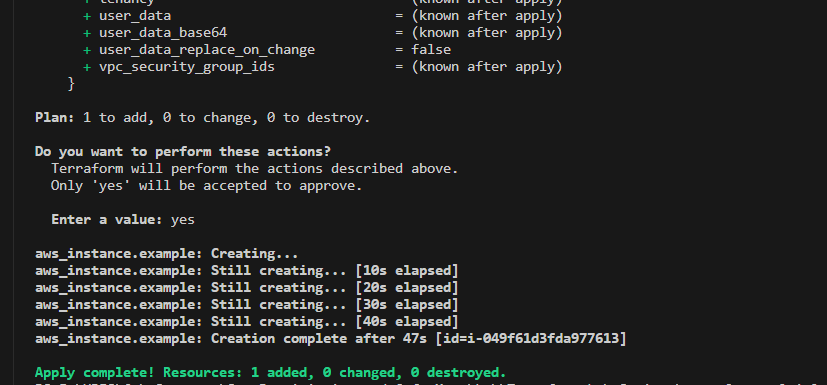 + tenancy = (known after apply)
+ user_data = (known after apply)
+ user_data_base64 = (known after apply)
+ user_data_replace_on_change = false
+ vpc_security_group_ids = (known after apply)
}
Plan: 1 to add, 0 to change, 0 to destroy.
Do you want to perform these actions?
Terraform will perform the actions described above.
Only 'yes' will be accepted to approve.
Enter a value: yes
aws_instance.example: Creating...
aws_instance.example: Still creating... [10s elapsed]
aws_instance.example: Still creating... [20s elapsed]
aws_instance.example: Still creating... [30s elapsed]
aws_instance.example: Still creating... [40s elapsed]
aws_instance.example: Creation complete after 47s [id=i-049f61d3fda977613]
Apply complete! Resources: 1 added, 0 changed, 0 destroyed.